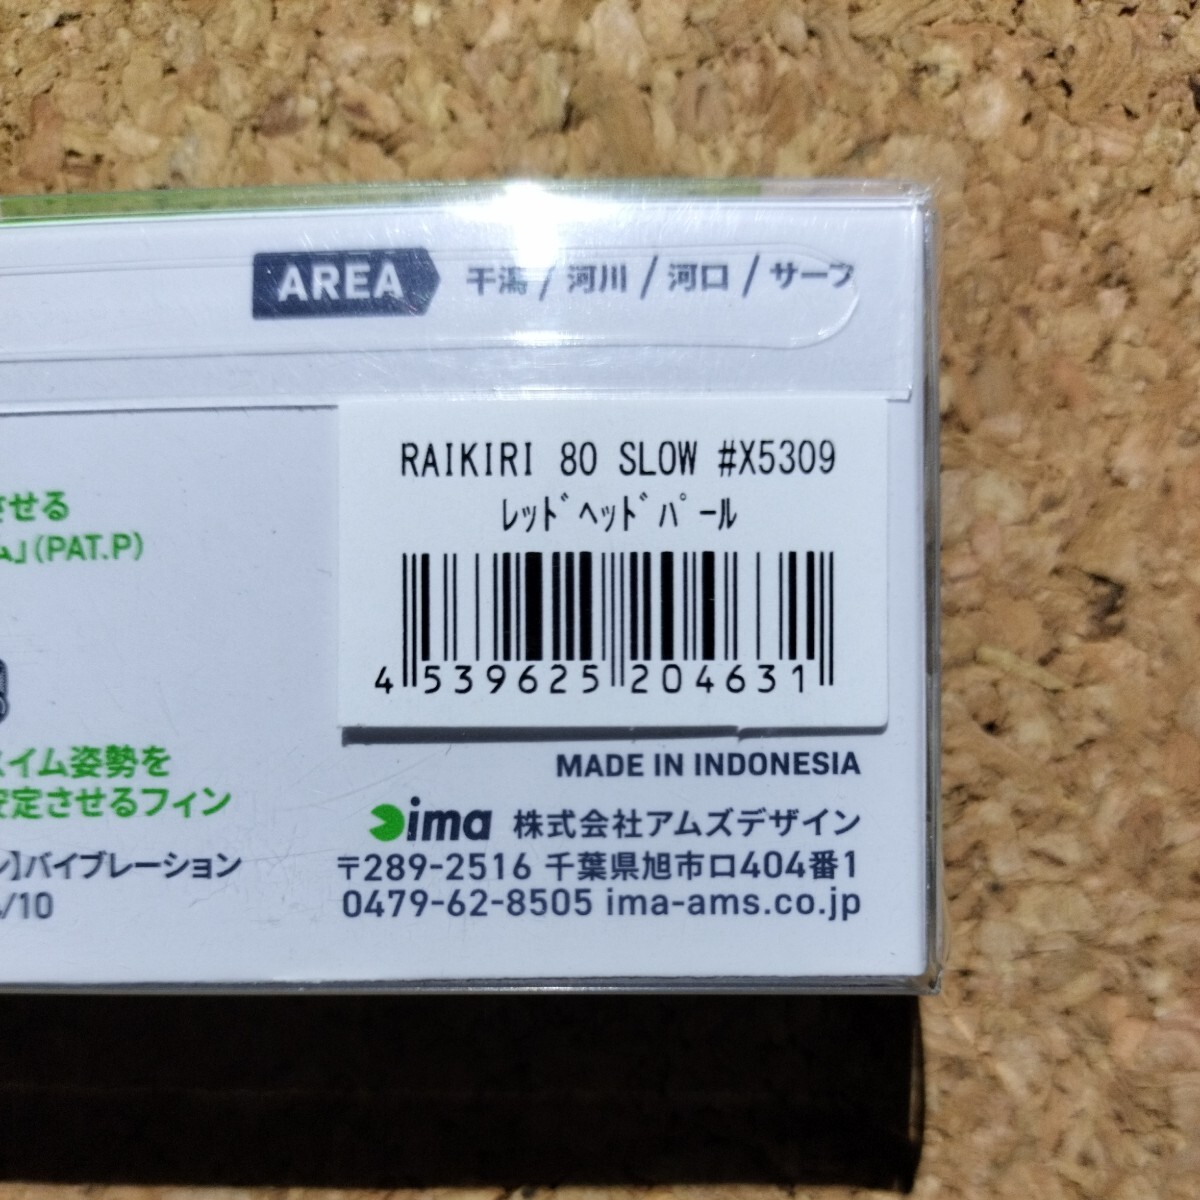 AREA 干潟 / 河川 / 河口 / サーフ
RAIKIRI 80 SLOW #X5309
ﾚｯﾄﾞﾍｯﾄﾞﾊﾟｰﾙ
させる
ム」(PAT.P)
4 539625 204631
スイム姿勢を
安定させるフィン
MADE IN INDONESIA
ima 株式会社アムズデザイン
ン】バイブレーション
〒289-2516 千葉県旭市ロ404番1
/10
0479-62-8505 ima-ams.co.jp